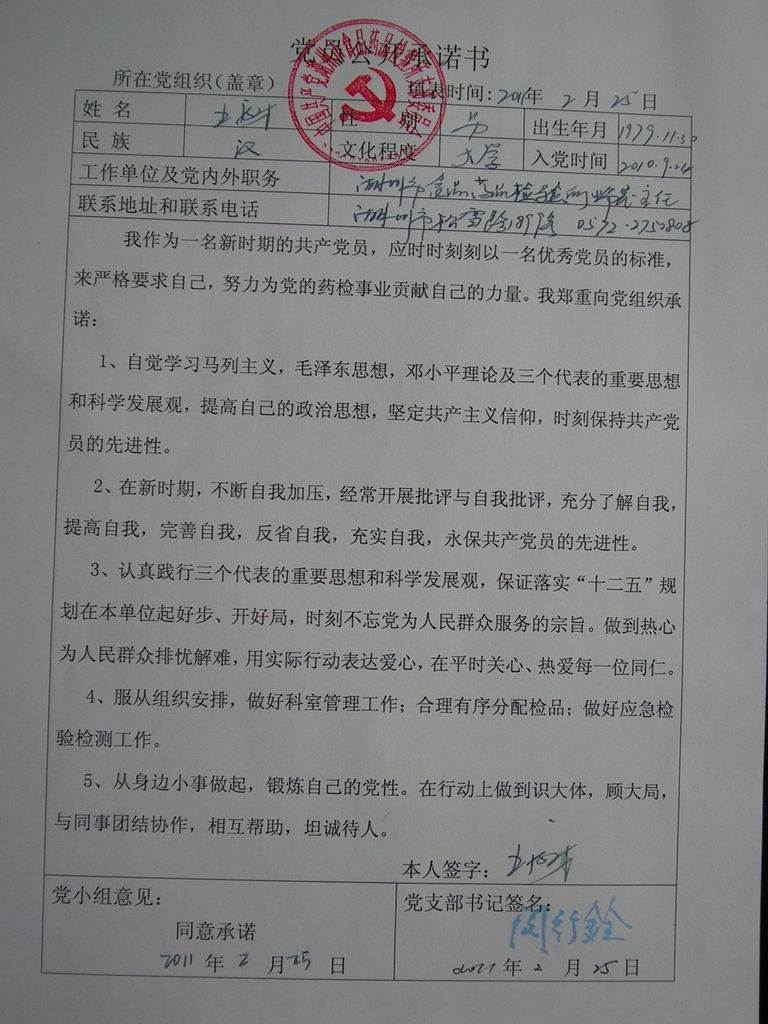 党员公开承诺书
所在党组织（盖章） 填表时间：2011年 2 月 25 日
姓 名 性 别 男 出生年月 1979.11.30
民 族 汉 文化程度 大学 入党时间 2010.9.24
工作单位及党内外职务 湖州市食品药品检验所 主任
联系地址和联系电话 湖州市 0572-2752808
我作为一名新时期的共产党员，应时时刻刻以一名优秀党员的标准，
来严格要求自己，努力为党的药检事业贡献自己的力量。我郑重向党组织承
诺：
1、自觉学习马列主义，毛泽东思想，邓小平理论及三个代表的重要思想
和科学发展观，提高自己的政治思想，坚定共产主义信仰，时刻保持共产党
员的先进性。
2、在新时期，不断自我加压，经常开展批评与自我批评，充分了解自我，
提高自我，完善自我，反省自我，充实自我，永保共产党员的先进性。
3、认真践行三个代表的重要思想和科学发展观，保证落实“十二五”规
划在本单位起好步、开好局，时刻不忘党为人民群众服务的宗旨。做到热心
为人民群众排忧解难，用实际行动表达爱心，在平时关心、热爱每一位同仁。
4、服从组织安排，做好科室管理工作；合理有序分配检品；做好应急检
验检测工作。
5、从身边小事做起，锻炼自己的党性。在行动上做到识大体，顾大局，
与同事团结协作，相互帮助，坦诚待人。
本人签字：
党小组意见： 党支部书记签名：
同意承诺
2011 年 2 月 25 日 2011 年 2 月 25 日